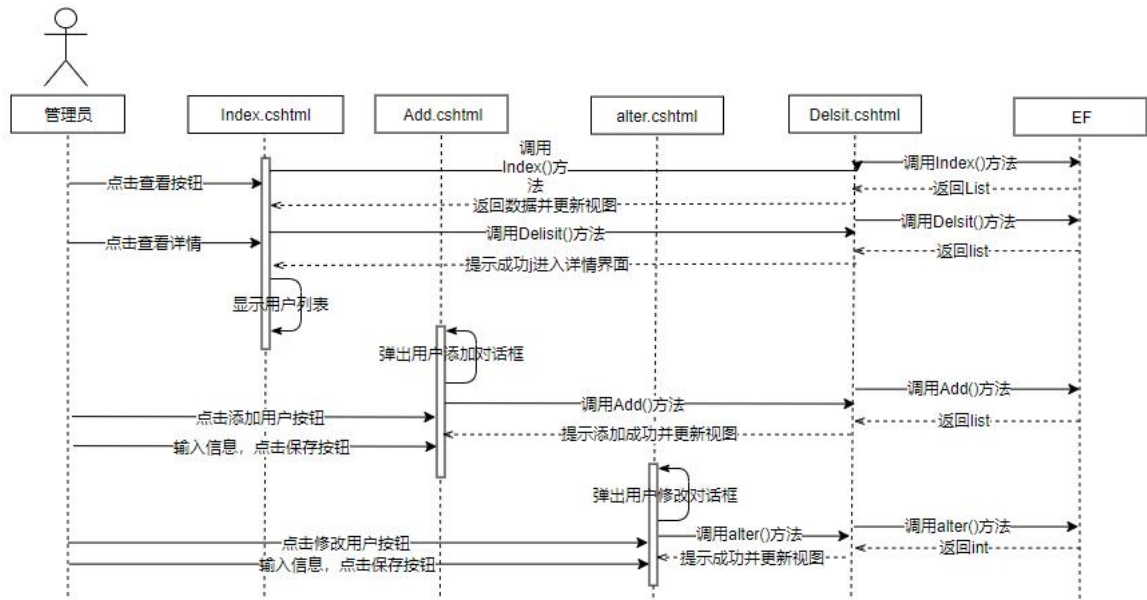 管理员
Index.cshtml
Add.cshtml
alter.cshtml
Delsit.cshtml
EF
调用
Index()方
法
调用Index()方法
点击查看按钮
返回List
返回数据并更新视图
调用Delsit()方法
点击查看详情
调用Delisit()方法
返回list
提示成功j进入详情界面
显示用户列表
弹出用户添加对话框
调用Add()方法
调用Add()方法
点击添加用户按钮
返回list
提示添加成功并更新视图
输入信息，点击保存按钮
弹出用户修改对话框
调用alter()方法
调用alter()方法
点击修改用户按钮
返回int
提示成功并更新视图
输入信息，点击保存按钮